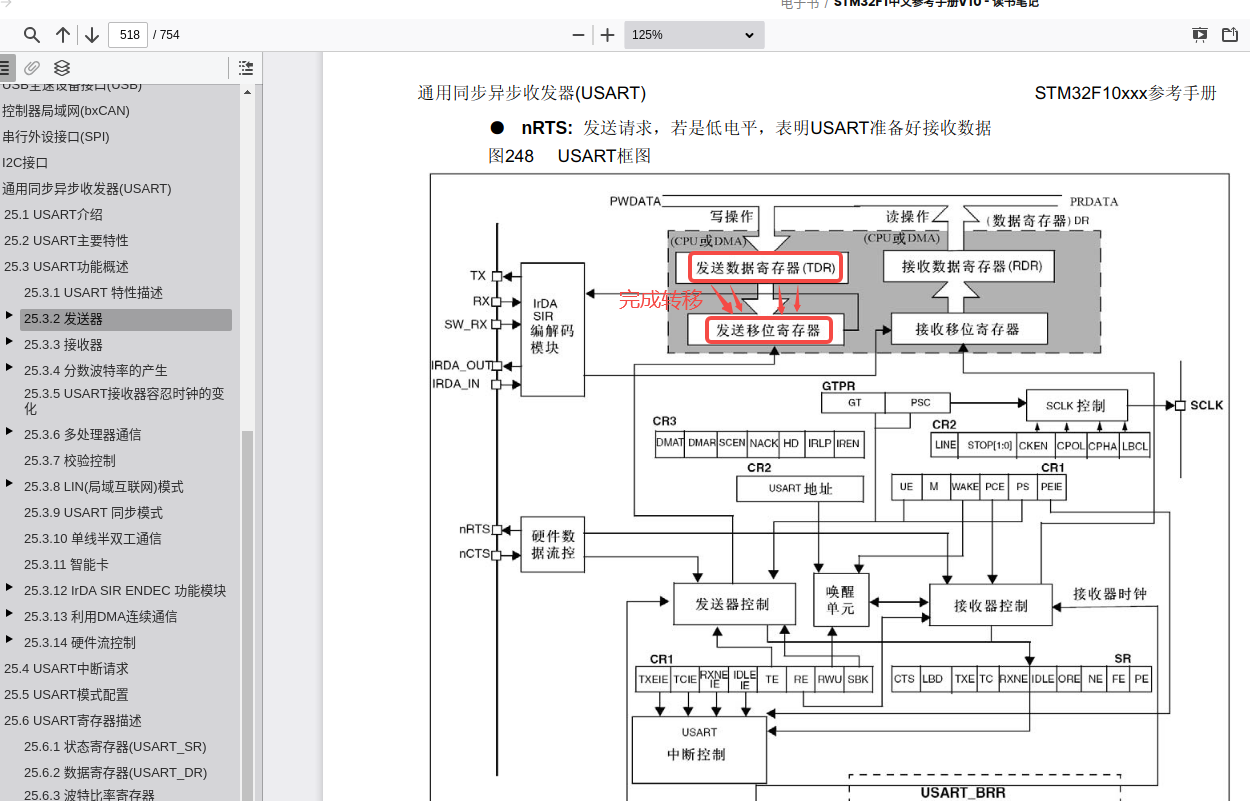 电子书 / STM32F1中文参考手册V10 - 读书笔记
518 / 754
125%
USB全速设备接口(USB)
控制器局域网(bxCAN)
串行外设接口(SPI)
I2C接口
通用同步异步收发器(USART)
25.1 USART介绍
25.2 USART主要特性
25.3 USART功能概述
25.3.1 USART 特性描述
25.3.2 发送器
25.3.3 接收器
25.3.4 分数波特率的产生
25.3.5 USART接收器容忍时钟的变
化
25.3.6 多处理器通信
25.3.7 校验控制
25.3.8 LIN(局域互联网)模式
25.3.9 USART 同步模式
25.3.10 单线半双工通信
25.3.11 智能卡
25.3.12 IrDA SIR ENDEC 功能模块
25.3.13 利用DMA连续通信
25.3.14 硬件流控制
25.4 USART中断请求
25.5 USART模式配置
25.6 USART寄存器描述
25.6.1 状态寄存器(USART_SR)
25.6.2 数据寄存器(USART_DR)
25.6.3 波特比率寄存器
通用同步异步收发器(USART)
STM32F10xxx参考手册
● nRTS: 发送请求，若是低电平，表明USART准备好接收数据
图248 USART框图
PWDATA
PRDATA
写操作
读操作
(数据寄存器) DR
(CPU或DMA)
(CPU或DMA)
发送数据寄存器(TDR)
接收数据寄存器(RDR)
完成转移
发送移位寄存器
接收移位寄存器
TX
RX
SW_RX
IRDA_OUT
IRDA_IN
IrDA
SIR
编解码
模块
GTPR
GT PSC
SCLK 控制
SCLK
CR3
DMAT DMAR SCEN NACK HD IRLP IREN
CR2
LINE STOP[1:0] CKEN CPOL CPHA LBCL
CR2
USART 地址
CR1
UE M WAKE PCE PS PEIE
nRTS
nCTS
硬件数
据流控
发送器控制
唤醒
单元
接收器控制
接收器时钟
CR1
TXEIE TCIE RXNE IE IDLE IE TE RE RWU SBK
SR
CTS LBD TXE TC RXNE IDLE ORE NE FE PE
USART
中断控制
USART_BRR